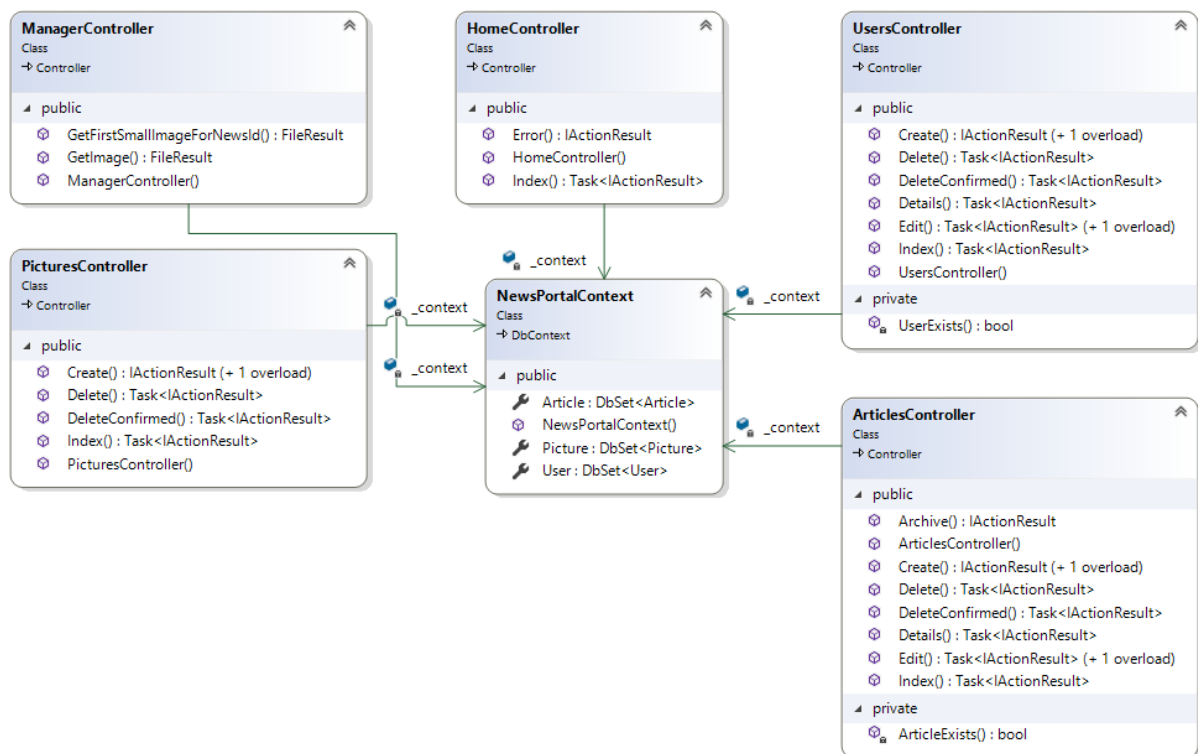 ManagerController
Class
Controller
public
GetFirstSmallImageForNewsId() : FileResult
GetImage() : FileResult
ManagerController()
HomeController
Class
Controller
public
Error() : IActionResult
HomeController()
Index() : Task<IActionResult>
UsersController
Class
Controller
public
Create() : IActionResult (+ 1 overload)
Delete() : Task<IActionResult>
DeleteConfirmed() : Task<IActionResult>
Details() : Task<IActionResult>
Edit() : Task<IActionResult> (+ 1 overload)
Index() : Task<IActionResult>
UsersController()
private
UserExists() : bool
PicturesController
Class
Controller
public
Create() : IActionResult (+ 1 overload)
Delete() : Task<IActionResult>
DeleteConfirmed() : Task<IActionResult>
Index() : Task<IActionResult>
PicturesController()
_context
_context
_context
_context
_context
NewsPortalContext
Class
DbContext
public
Article : DbSet<Article>
NewsPortalContext()
Picture : DbSet<Picture>
User : DbSet<User>
ArticlesController
Class
Controller
public
Archive() : IActionResult
ArticlesController()
Create() : IActionResult (+ 1 overload)
Delete() : Task<IActionResult>
DeleteConfirmed() : Task<IActionResult>
Details() : Task<IActionResult>
Edit() : Task<IActionResult> (+ 1 overload)
Index() : Task<IActionResult>
private
ArticleExists() : bool